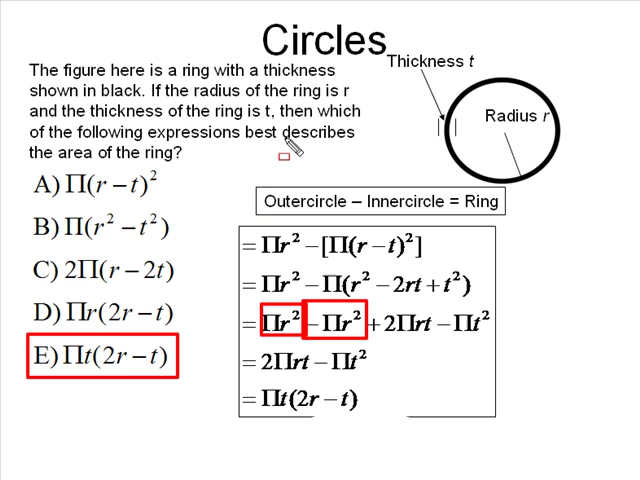 Circles
Thickness t
The figure here is a ring with a thickness
shown in black. If the radius of the ring is r
and the thickness of the ring is t, then which
of the following expressions best describes
the area of the ring?
Radius r
A) Π(r − t)²
B) Π(r² − t²)
C) 2Π(r − 2t)
D) Πr(2r − t)
E) Πt(2r − t)
Outercircle – Innercircle = Ring
= Πr² − [Π(r − t)²]
= Πr² − Π(r² − 2rt + t²)
= Πr² − Πr² + 2Πrt − Πt²
= 2Πrt − Πt²
= Πt(2r − t)